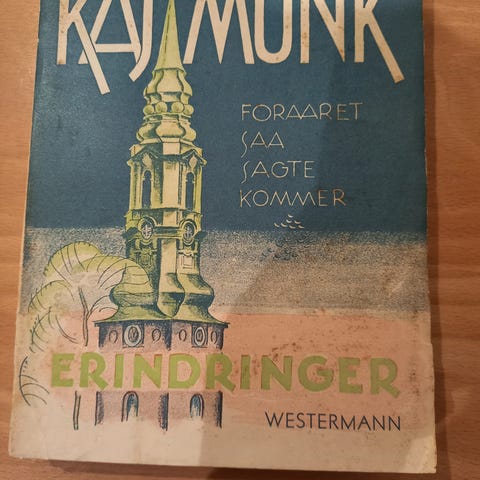 KAJ MUNK
FORAARET
SAA
SAGTE
KOMMER
ERINDRINGER
WESTERMANN